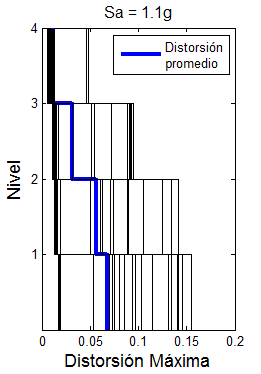 Sa = 1.1g
Distorsión
promedio
4
3
2
1
Nivel
0
0.05
0.1
0.15
0.2
Distorsión Máxima